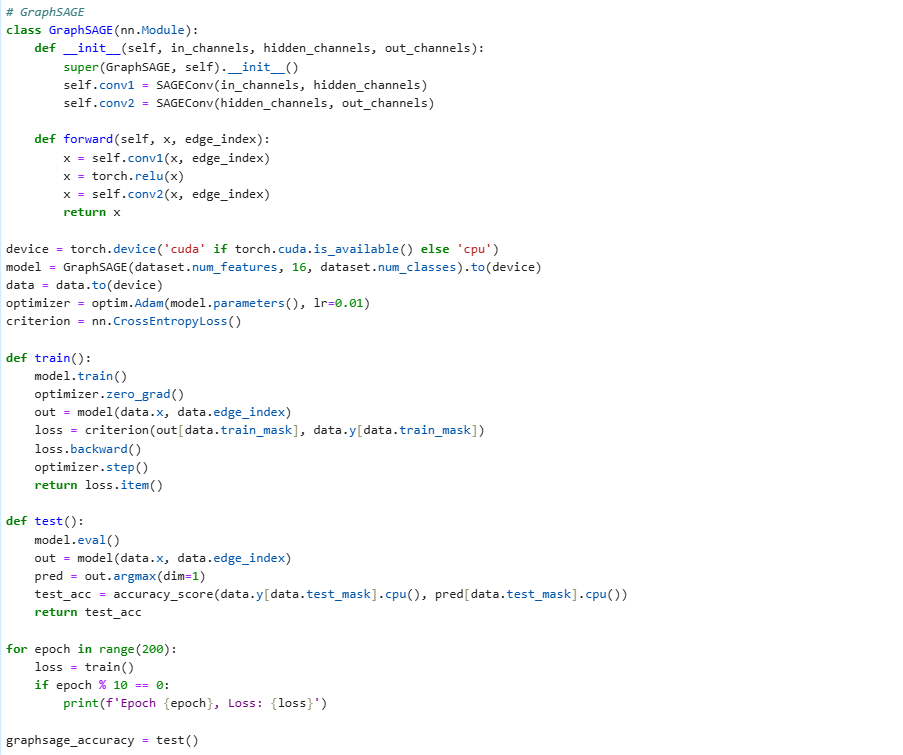 # GraphSAGE
class GraphSAGE(nn.Module):
    def __init__(self, in_channels, hidden_channels, out_channels):
        super(GraphSAGE, self).__init__()
        self.conv1 = SAGEConv(in_channels, hidden_channels)
        self.conv2 = SAGEConv(hidden_channels, out_channels)

    def forward(self, x, edge_index):
        x = self.conv1(x, edge_index)
        x = torch.relu(x)
        x = self.conv2(x, edge_index)
        return x

device = torch.device('cuda' if torch.cuda.is_available() else 'cpu')
model = GraphSAGE(dataset.num_features, 16, dataset.num_classes).to(device)
data = data.to(device)
optimizer = optim.Adam(model.parameters(), lr=0.01)
criterion = nn.CrossEntropyLoss()

def train():
    model.train()
    optimizer.zero_grad()
    out = model(data.x, data.edge_index)
    loss = criterion(out[data.train_mask], data.y[data.train_mask])
    loss.backward()
    optimizer.step()
    return loss.item()

def test():
    model.eval()
    out = model(data.x, data.edge_index)
    pred = out.argmax(dim=1)
    test_acc = accuracy_score(data.y[data.test_mask].cpu(), pred[data.test_mask].cpu())
    return test_acc

for epoch in range(200):
    loss = train()
    if epoch % 10 == 0:
        print(f'Epoch {epoch}, Loss: {loss}')

graphsage_accuracy = test()